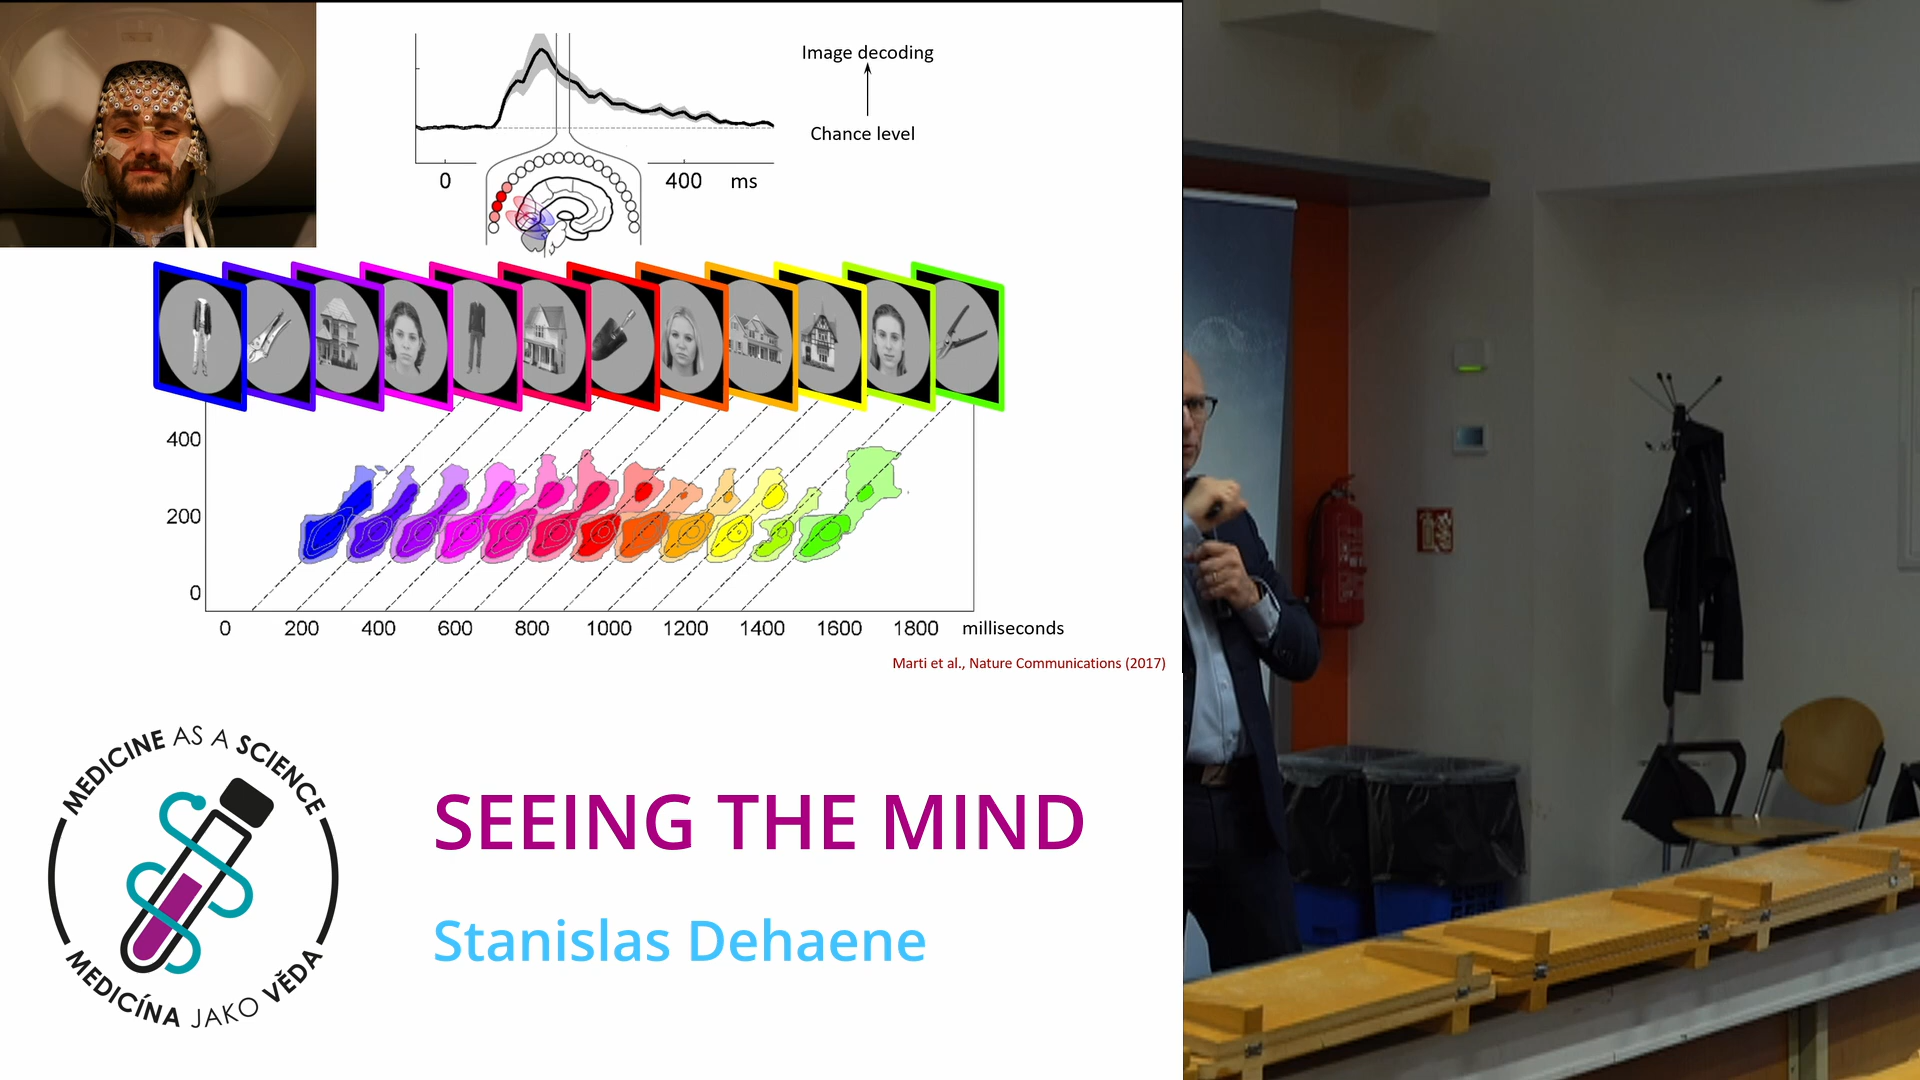 Image decoding
Chance level
0
400
ms
400
200
0
0 200 400 600 800 1000 1200 1400 1600 1800 milliseconds
Marti et al., Nature Communications (2017)
MEDICINE AS A SCIENCE
MEDICÍNA JAKO VĚDA
SEEING THE MIND
Stanislas Dehaene